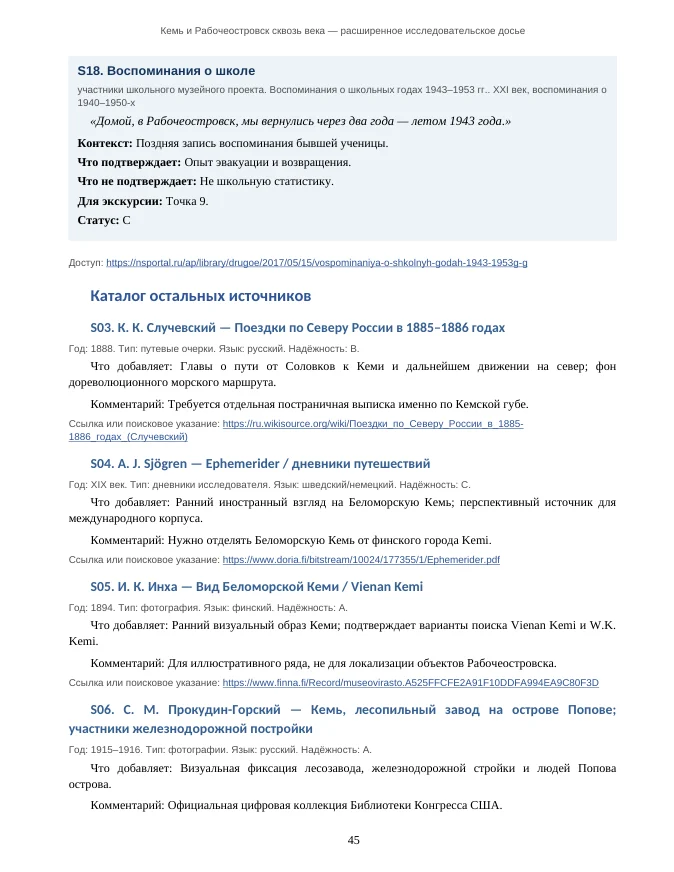 Кемь и Рабочеостровск сквозь века — расширенное исследовательское досье
S18. Воспоминания о школе
участники школьного музейного проекта. Воспоминания о школьных годах 1943–1953 гг.. XXI век, воспоминания о
1940–1950-х
«Домой, в Рабочеостровск, мы вернулись через два года — летом 1943 года.»
Контекст: Поздняя запись воспоминания бывшей ученицы.
Что подтверждает: Опыт эвакуации и возвращения.
Что не подтверждает: Не школьную статистику.
Для экскурсии: Точка 9.
Статус: C
Доступ: https://nsportal.ru/ap/library/drugoe/2017/05/15/vospominaniya-o-shkolnyh-godah-1943-1953g-g
Каталог остальных источников
S03. К. К. Случевский — Поездки по Северу России в 1885–1886 годах
Год: 1888. Тип: путевые очерки. Язык: русский. Надёжность: B.
Что добавляет: Главы о пути от Соловков к Кеми и дальнейшем движении на север; фон
дореволюционного морского маршрута.
Комментарий: Требуется отдельная постраничная выписка именно по Кемской губе.
Ссылка или поисковое указание: https://ru.wikisource.org/wiki/Поездки_по_Северу_России_в_1885-
1886_годах_(Случевский)
S04. A. J. Sjögren — Ephemerider / дневники путешествий
Год: XIX век. Тип: дневники исследователя. Язык: шведский/немецкий. Надёжность: C.
Что добавляет: Ранний иностранный взгляд на Беломорскую Кемь; перспективный источник для
международного корпуса.
Комментарий: Нужно отделять Беломорскую Кемь от финского города Kemi.
Ссылка или поисковое указание: https://www.doria.fi/bitstream/10024/177355/1/Ephemerider.pdf
S05. И. К. Инха — Вид Беломорской Кеми / Vienan Kemi
Год: 1894. Тип: фотография. Язык: финский. Надёжность: A.
Что добавляет: Ранний визуальный образ Кеми; подтверждает варианты поиска Vienan Kemi и W.K.
Kemi.
Комментарий: Для иллюстративного ряда, не для локализации объектов Рабочеостровска.
Ссылка или поисковое указание: https://www.finna.fi/Record/museovirasto.A525FFCFE2A91F10DDFA994EA9C80F3D
S06. С. М. Прокудин-Горский — Кемь, лесопильный завод на острове Попове;
участники железнодорожной постройки
Год: 1915–1916. Тип: фотографии. Язык: русский. Надёжность: A.
Что добавляет: Визуальная фиксация лесозавода, железнодорожной стройки и людей Попова
острова.
Комментарий: Официальная цифровая коллекция Библиотеки Конгресса США.
45